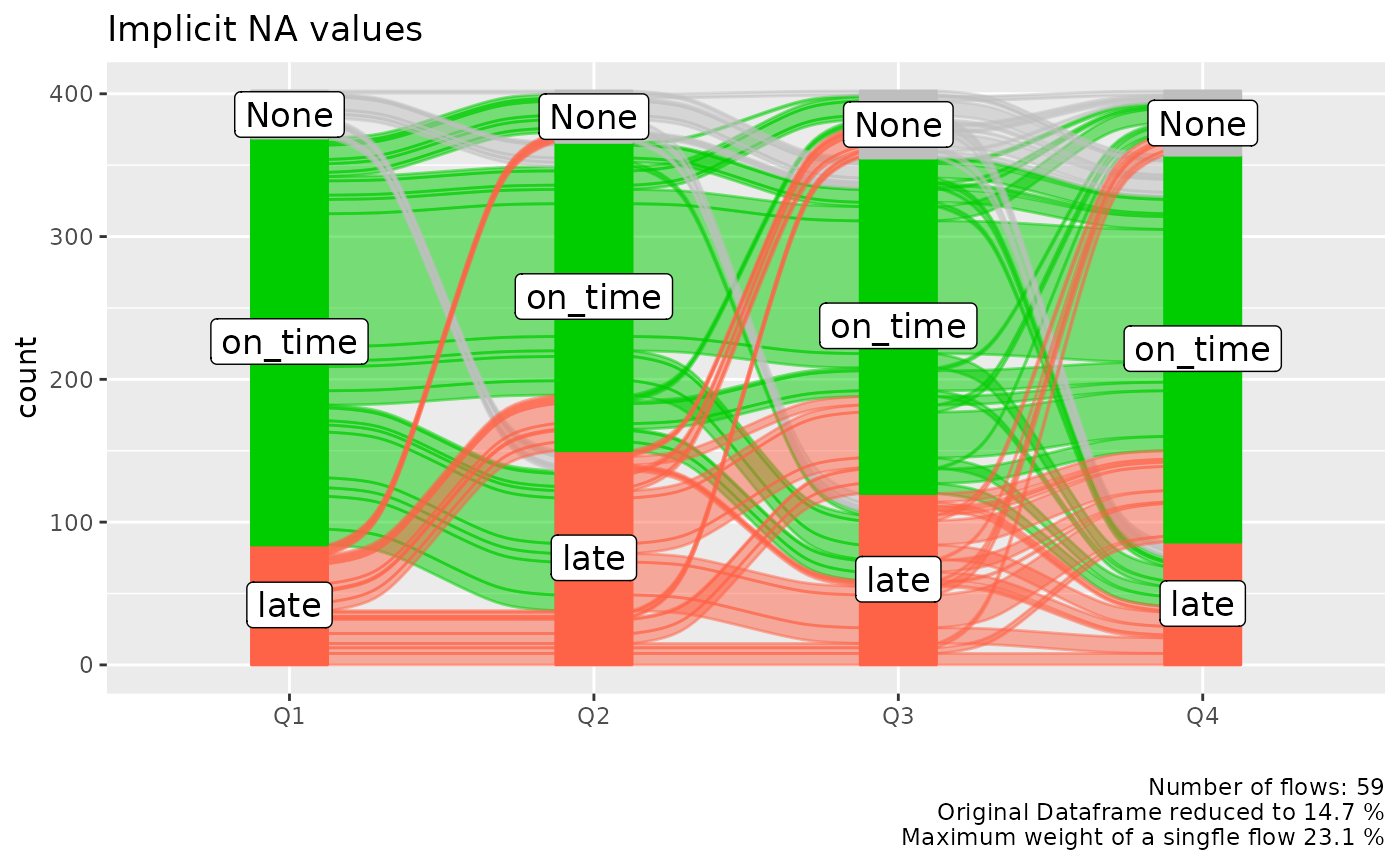 Implicit NA values
400
300
200
100
0
count
None
None
None
None
on_time
on_time
on_time
on_time
late
late
late
late
Q1
Q2
Q3
Q4
Number of flows: 59
Original Dataframe reduced to 14.7 %
Maximum weight of a singfle flow 23.1 %